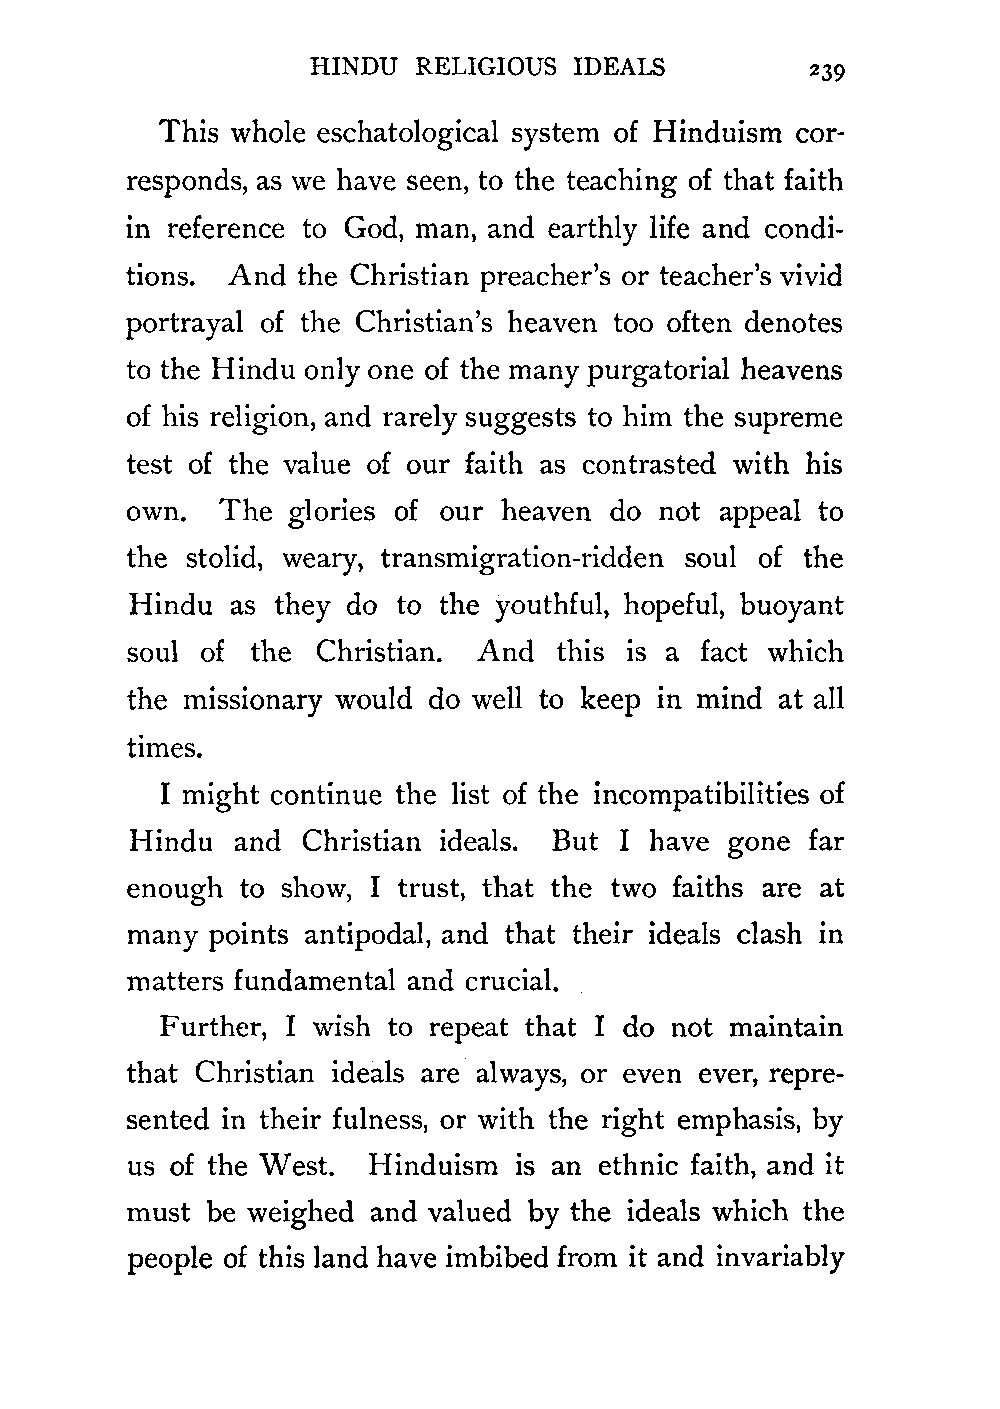 HINDU RELIGIOUS IDEALS 239
This whole eschatological system of Hinduism cor-
responds, as we have seen, to the teaching of that faith
in reference to God, man, and earthly life and condi-
tions. And the Christian preacher's or teacher's vivid
portrayal of the Christian's heaven too often denotes
to the Hindu only one of the many purgatorial heavens
of his religion, and rarely suggests to him the supreme
test of the value of our faith as contrasted with his
own. The glories of our heaven do not appeal to
the stolid, weary, transmigration-ridden soul of the
Hindu as they do to the youthful, hopeful, buoyant
soul of the Christian. And this is a fact which
the missionary would do well to keep in mind at all
times.
I might continue the list of the incompatibilities of
Hindu and Christian ideals. But I have gone far
enough to show, I trust, that the two faiths are at
many points antipodal, and that their ideals clash in
matters fundamental and crucial.
Further, I wish to repeat that I do not maintain
that Christian ideals are always, or even ever, repre-
sented in their fulness, or with the right emphasis, by
us of the West. Hinduism is an ethnic faith, and it
must be weighed and valued by the ideals which the
people of this land have imbibed from it and invariably